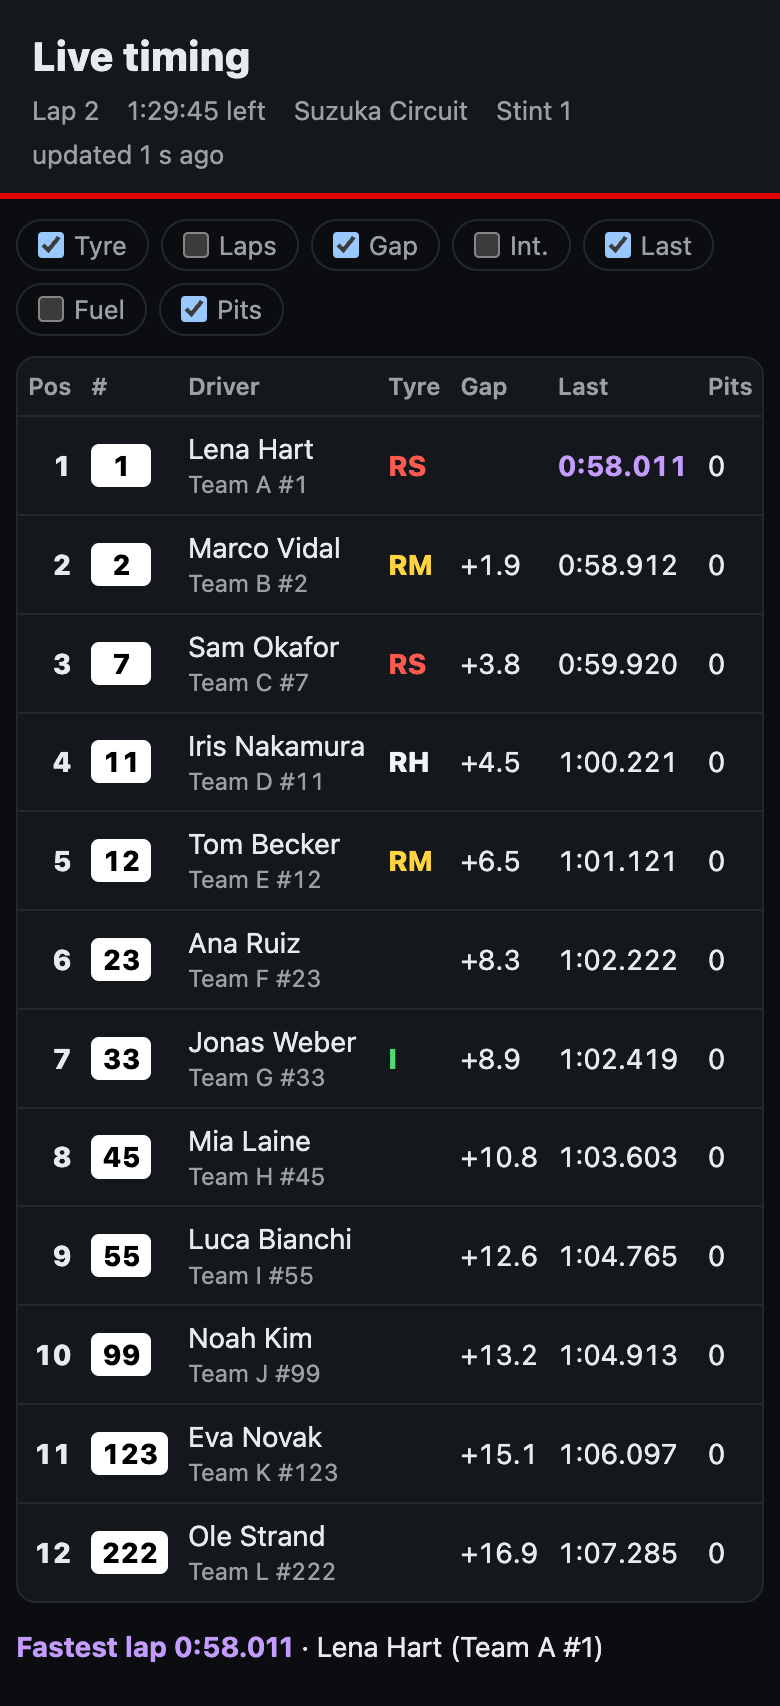 Live timing
Lap 2 1:29:45 left Suzuka Circuit Stint 1
updated 1 s ago
Tyre Laps Gap Int. Last
Fuel Pits
Pos # Driver Tyre Gap Last Pits
1 1 Lena Hart RS 0:58.011 0
Team A #1
2 2 Marco Vidal RM +1.9 0:58.912 0
Team B #2
3 7 Sam Okafor RS +3.8 0:59.920 0
Team C #7
4 11 Iris Nakamura RH +4.5 1:00.221 0
Team D #11
5 12 Tom Becker RM +6.5 1:01.121 0
Team E #12
6 23 Ana Ruiz +8.3 1:02.222 0
Team F #23
7 33 Jonas Weber I +8.9 1:02.419 0
Team G #33
8 45 Mia Laine +10.8 1:03.603 0
Team H #45
9 55 Luca Bianchi +12.6 1:04.765 0
Team I #55
10 99 Noah Kim +13.2 1:04.913 0
Team J #99
11 123 Eva Novak +15.1 1:06.097 0
Team K #123
12 222 Ole Strand +16.9 1:07.285 0
Team L #222
Fastest lap 0:58.011 · Lena Hart (Team A #1)